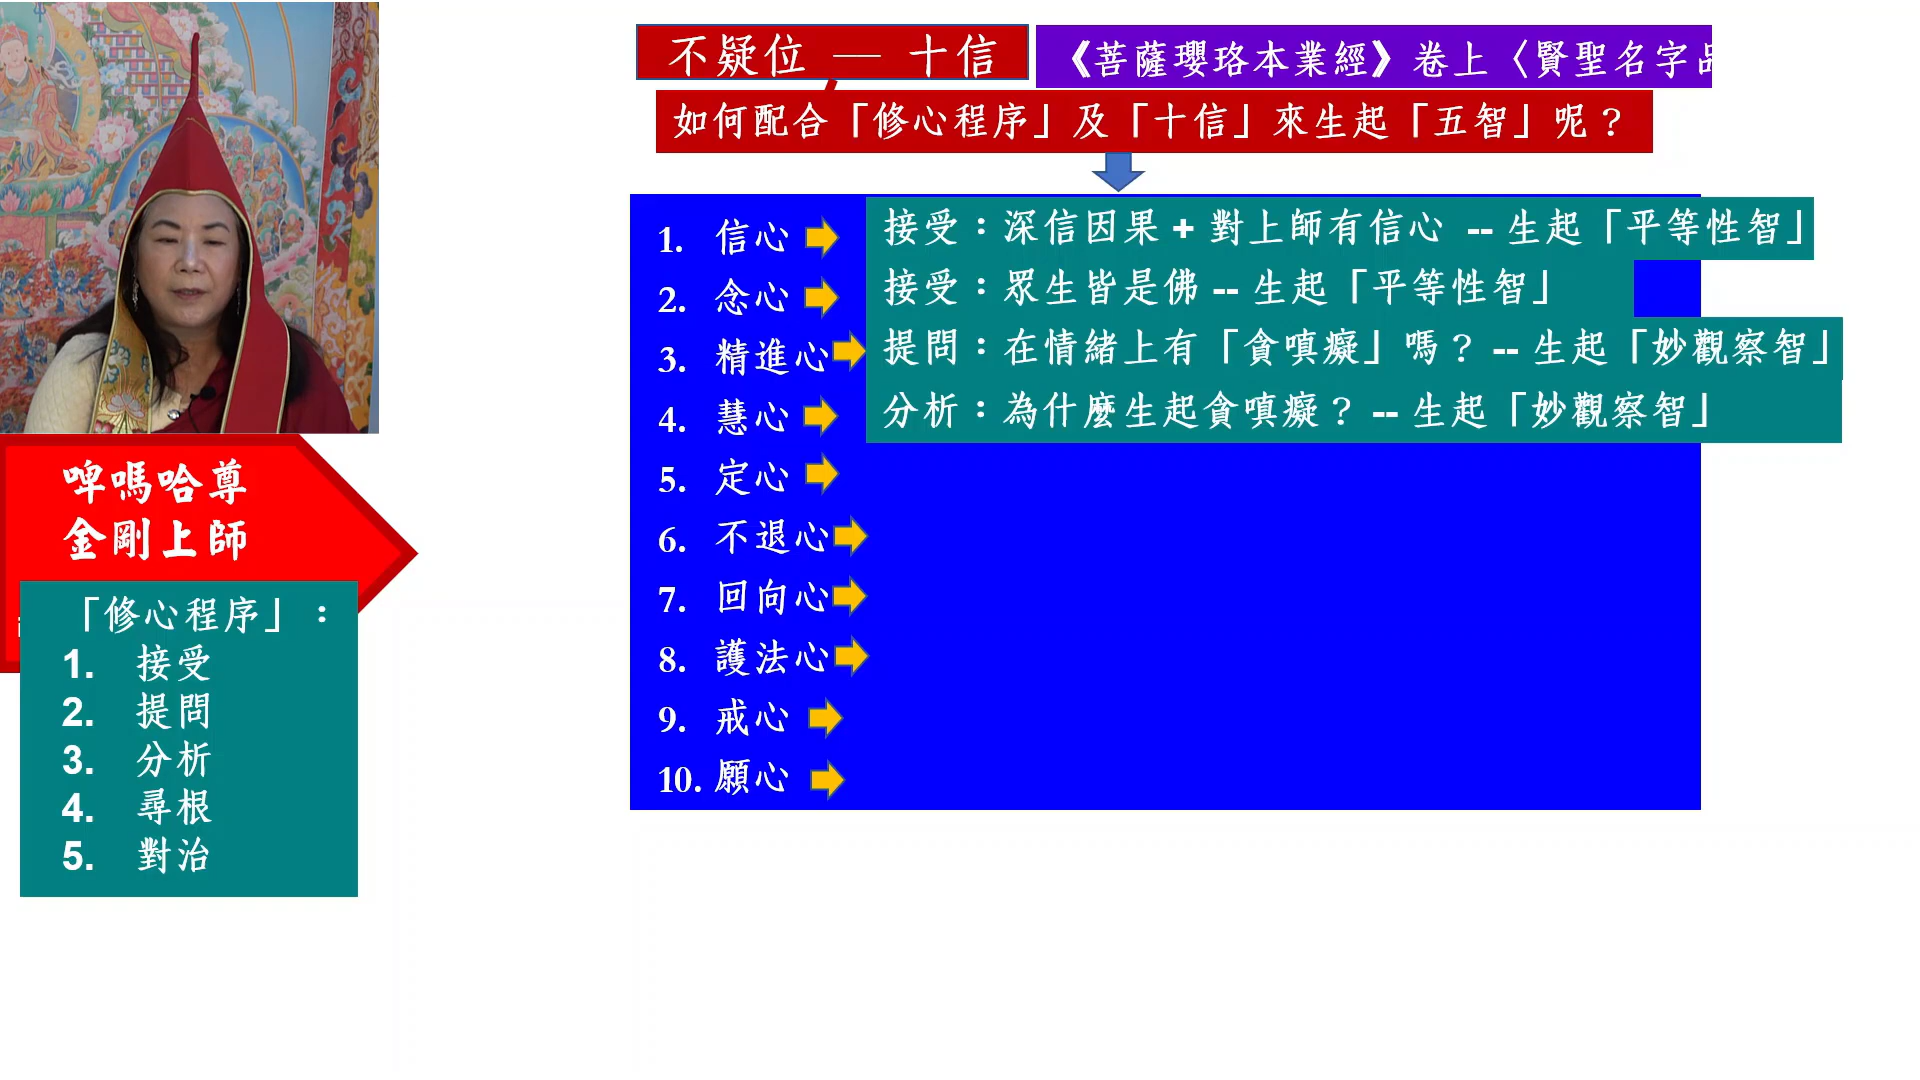 不疑位 — 十信
《菩薩瓔珞本業經》卷上〈賢聖名字品
如何配合「修心程序」及「十信」來生起「五智」呢？
1. 信心
接受：深信因果 + 對上師有信心 -- 生起「平等性智」
2. 念心
接受：眾生皆是佛 -- 生起「平等性智」
3. 精進心
提問：在情緒上有「貪嗔癡」嗎？ -- 生起「妙觀察智」
4. 慧心
分析：為什麼生起貪嗔癡？ -- 生起「妙觀察智」
5. 定心
6. 不退心
7. 回向心
8. 護法心
9. 戒心
10. 願心
啤嗎哈尊
金剛上師
「修心程序」：
1. 接受
2. 提問
3. 分析
4. 尋根
5. 對治